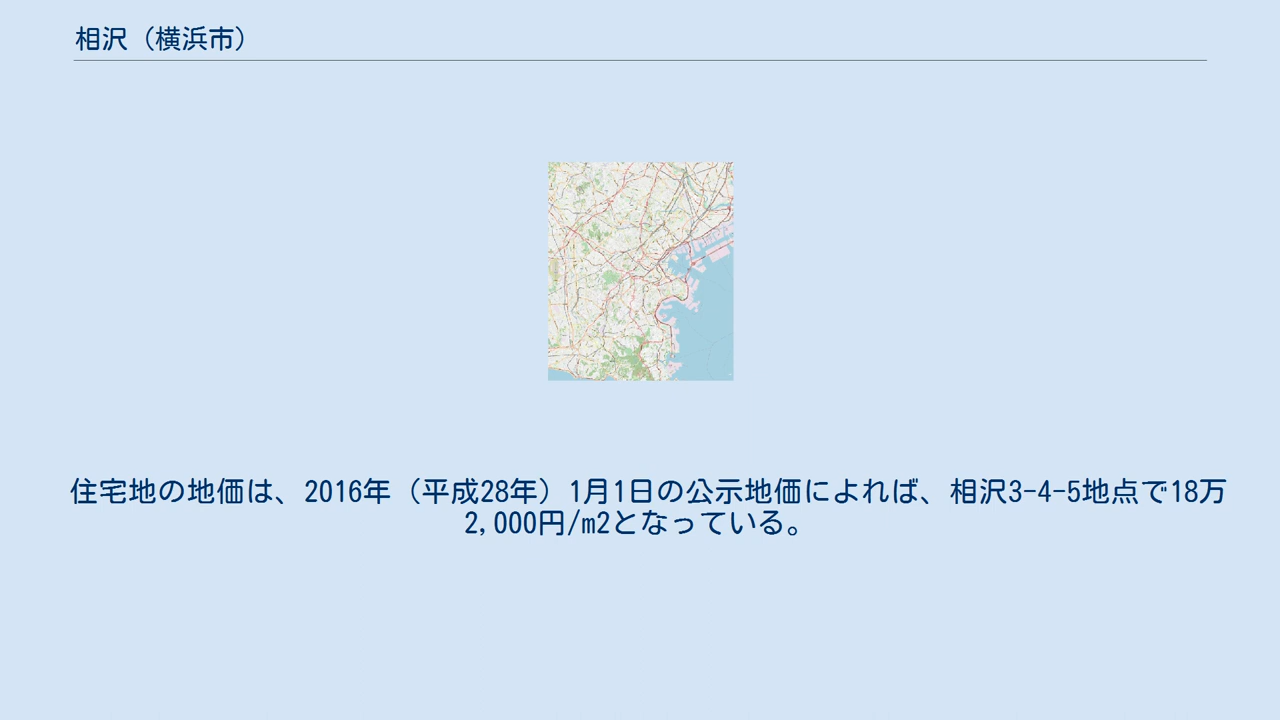 相沢（横浜市）
住宅地の地価は、2016年（平成28年）1月1日の公示地価によれば、相沢3-4-5地点で18万
2,000円/m2となっている。